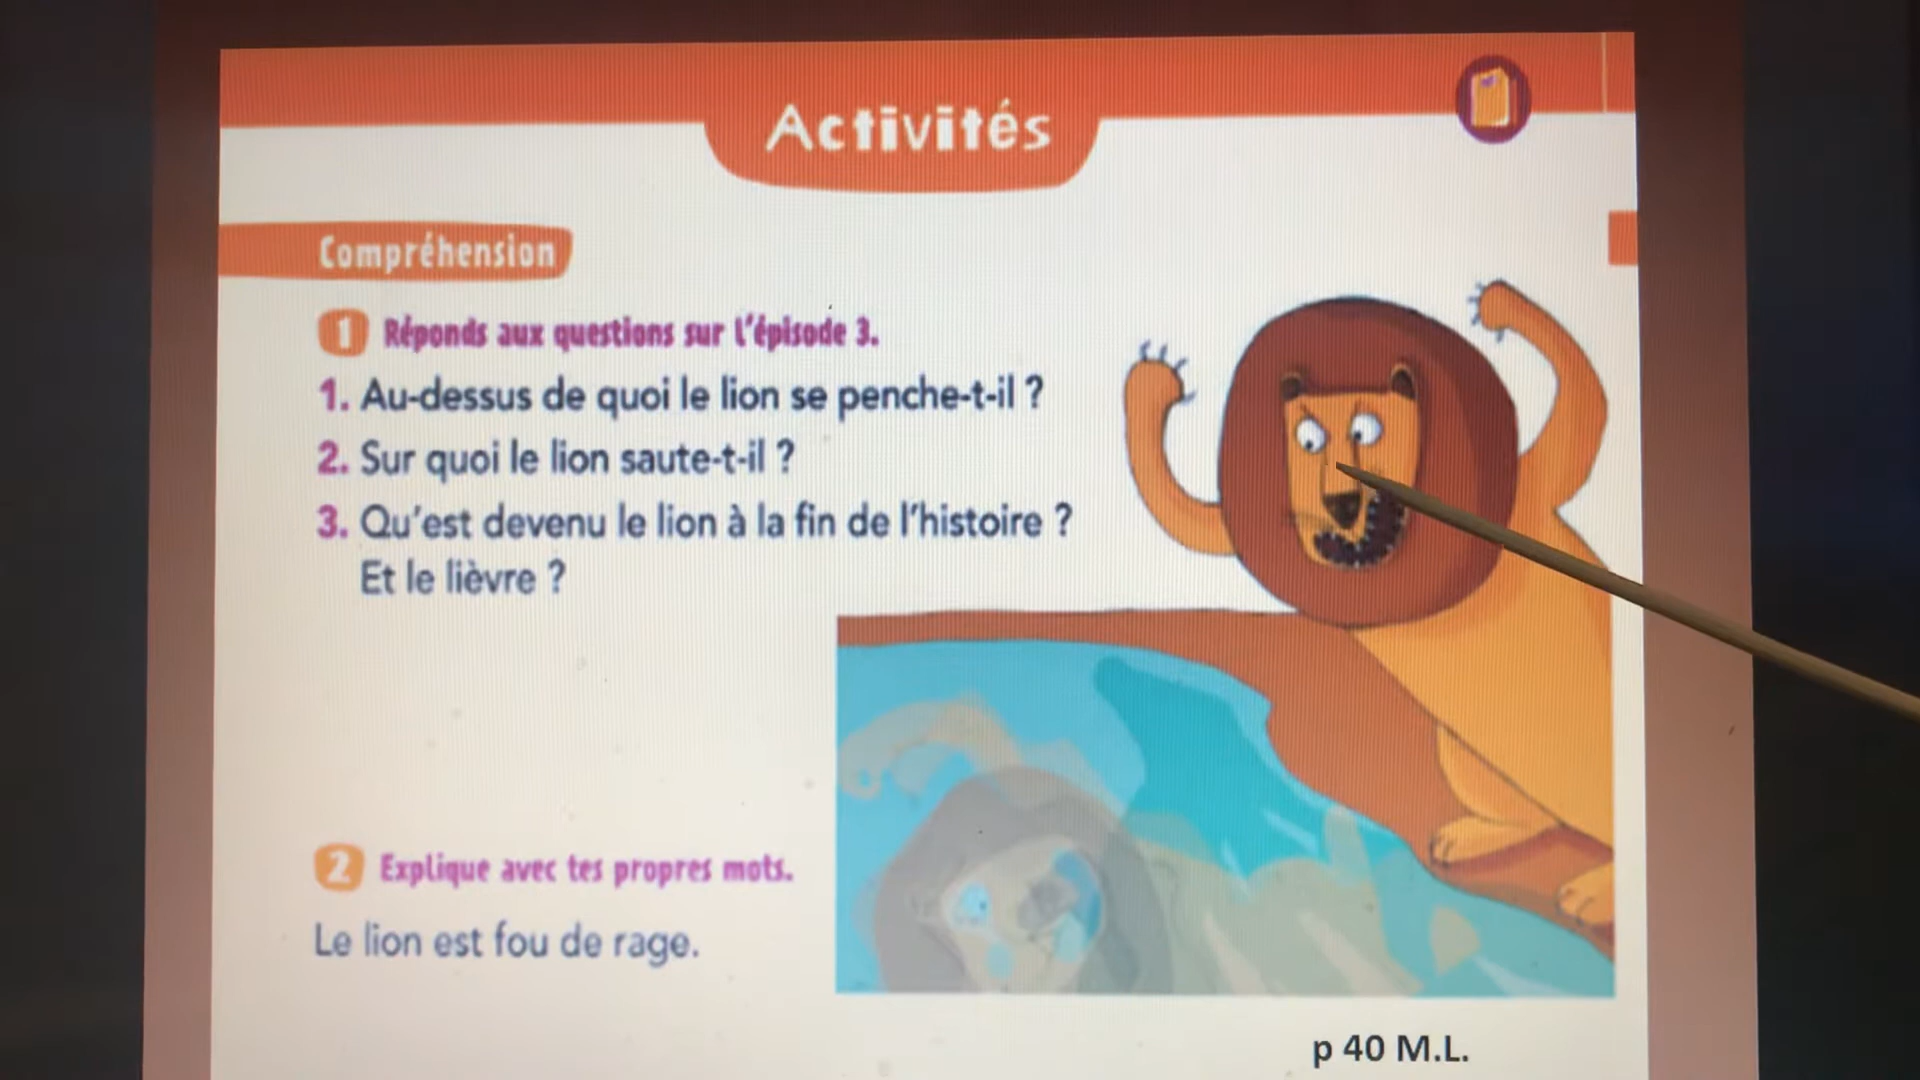 Activités
Compréhension
1 Réponds aux questions sur l'épisode 3.
1. Au-dessus de quoi le lion se penche-t-il ?
2. Sur quoi le lion saute-t-il ?
3. Qu'est devenu le lion à la fin de l'histoire ?
Et le lièvre ?
2 Explique avec tes propres mots.
Le lion est fou de rage.
p 40 M.L.